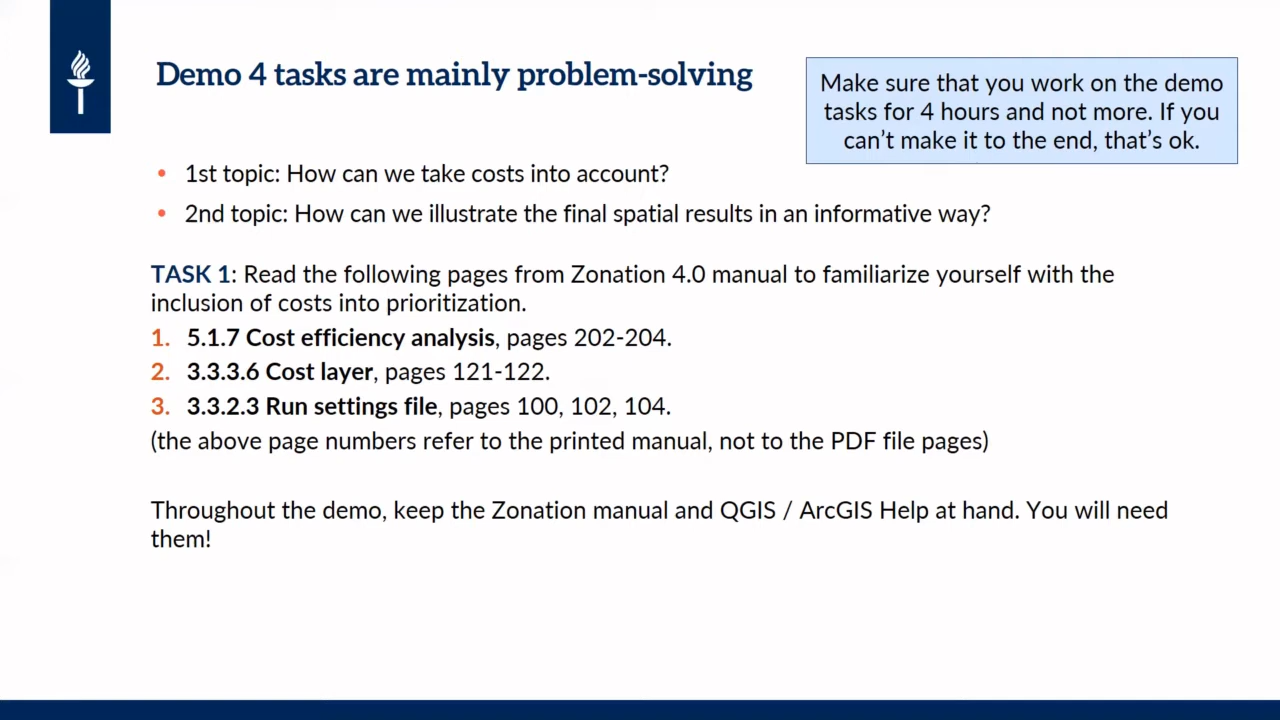 Demo 4 tasks are mainly problem-solving
Make sure that you work on the demo
tasks for 4 hours and not more. If you
can’t make it to the end, that’s ok.
• 1st topic: How can we take costs into account?
• 2nd topic: How can we illustrate the final spatial results in an informative way?
TASK 1: Read the following pages from Zonation 4.0 manual to familiarize yourself with the
inclusion of costs into prioritization.
1. 5.1.7 Cost efficiency analysis, pages 202-204.
2. 3.3.3.6 Cost layer, pages 121-122.
3. 3.3.2.3 Run settings file, pages 100, 102, 104.
(the above page numbers refer to the printed manual, not to the PDF file pages)
Throughout the demo, keep the Zonation manual and QGIS / ArcGIS Help at hand. You will need
them!